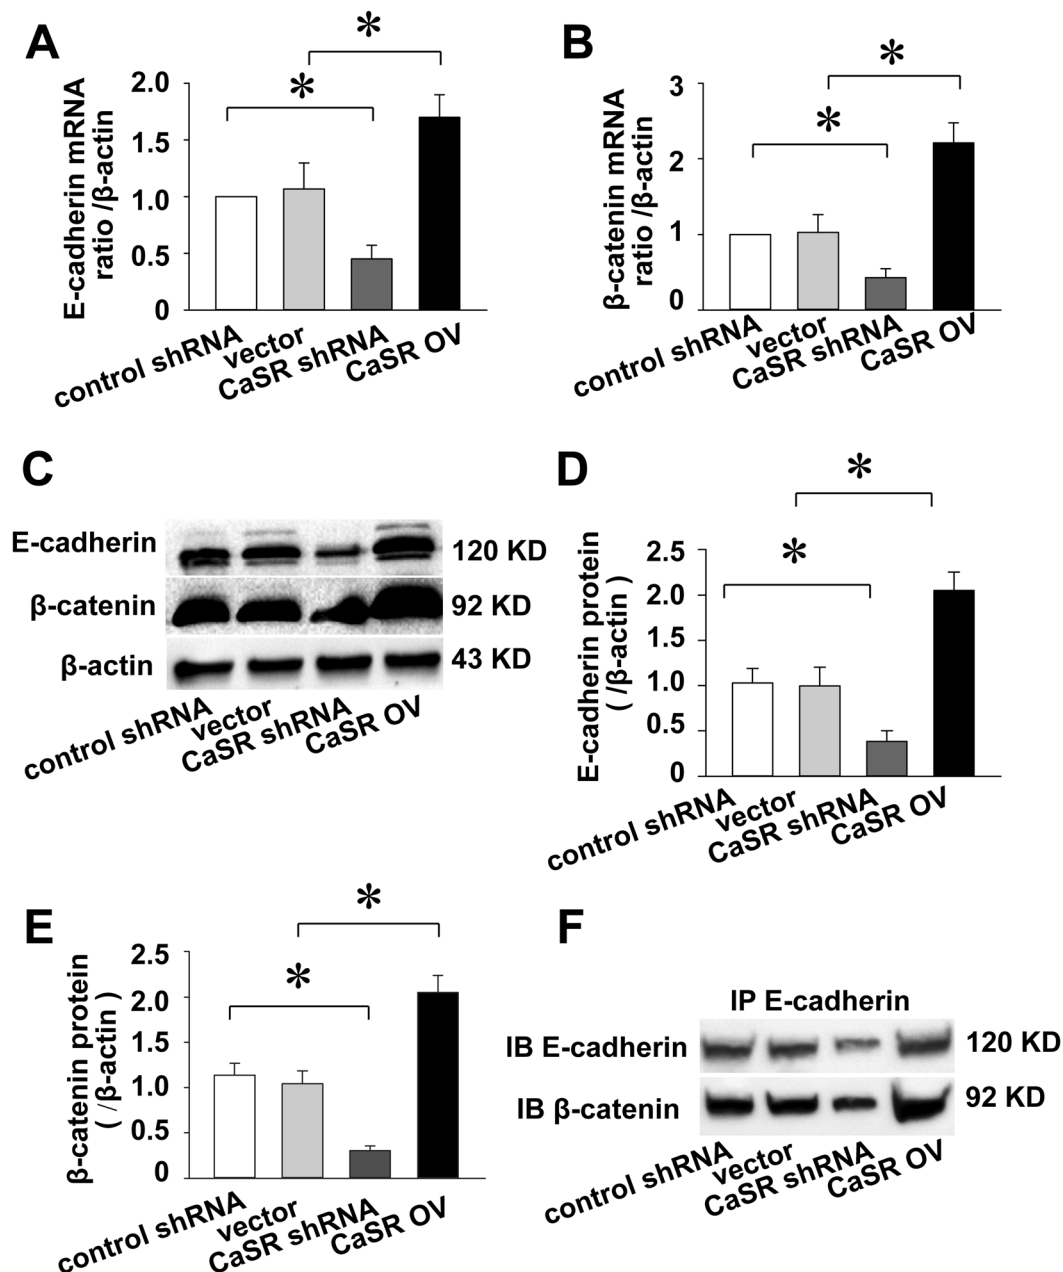 A
*
*
E-cadherin mRNA
ratio /β-actin
2.0
1.5
1.0
0.5
0
control shRNA
vector
CaSR shRNA
CaSR OV
B
*
*
β-catenin mRNA
ratio /β-actin
3
2
1
0
control shRNA
vector
CaSR shRNA
CaSR OV
C
E-cadherin
120 KD
β-catenin
92 KD
β-actin
43 KD
control shRNA
vector
CaSR shRNA
CaSR OV
D
*
*
E-cadherin protein
( /β-actin )
2.5
2.0
1.5
1.0
0.5
0
control shRNA
vector
CaSR shRNA
CaSR OV
E
*
*
β-catenin protein
( /β-actin )
2.5
2.0
1.5
1.0
0.5
0
control shRNA
vector
CaSR shRNA
CaSR OV
F
IP E-cadherin
IB E-cadherin
120 KD
IB β-catenin
92 KD
control shRNA
vector
CaSR shRNA
CaSR OV